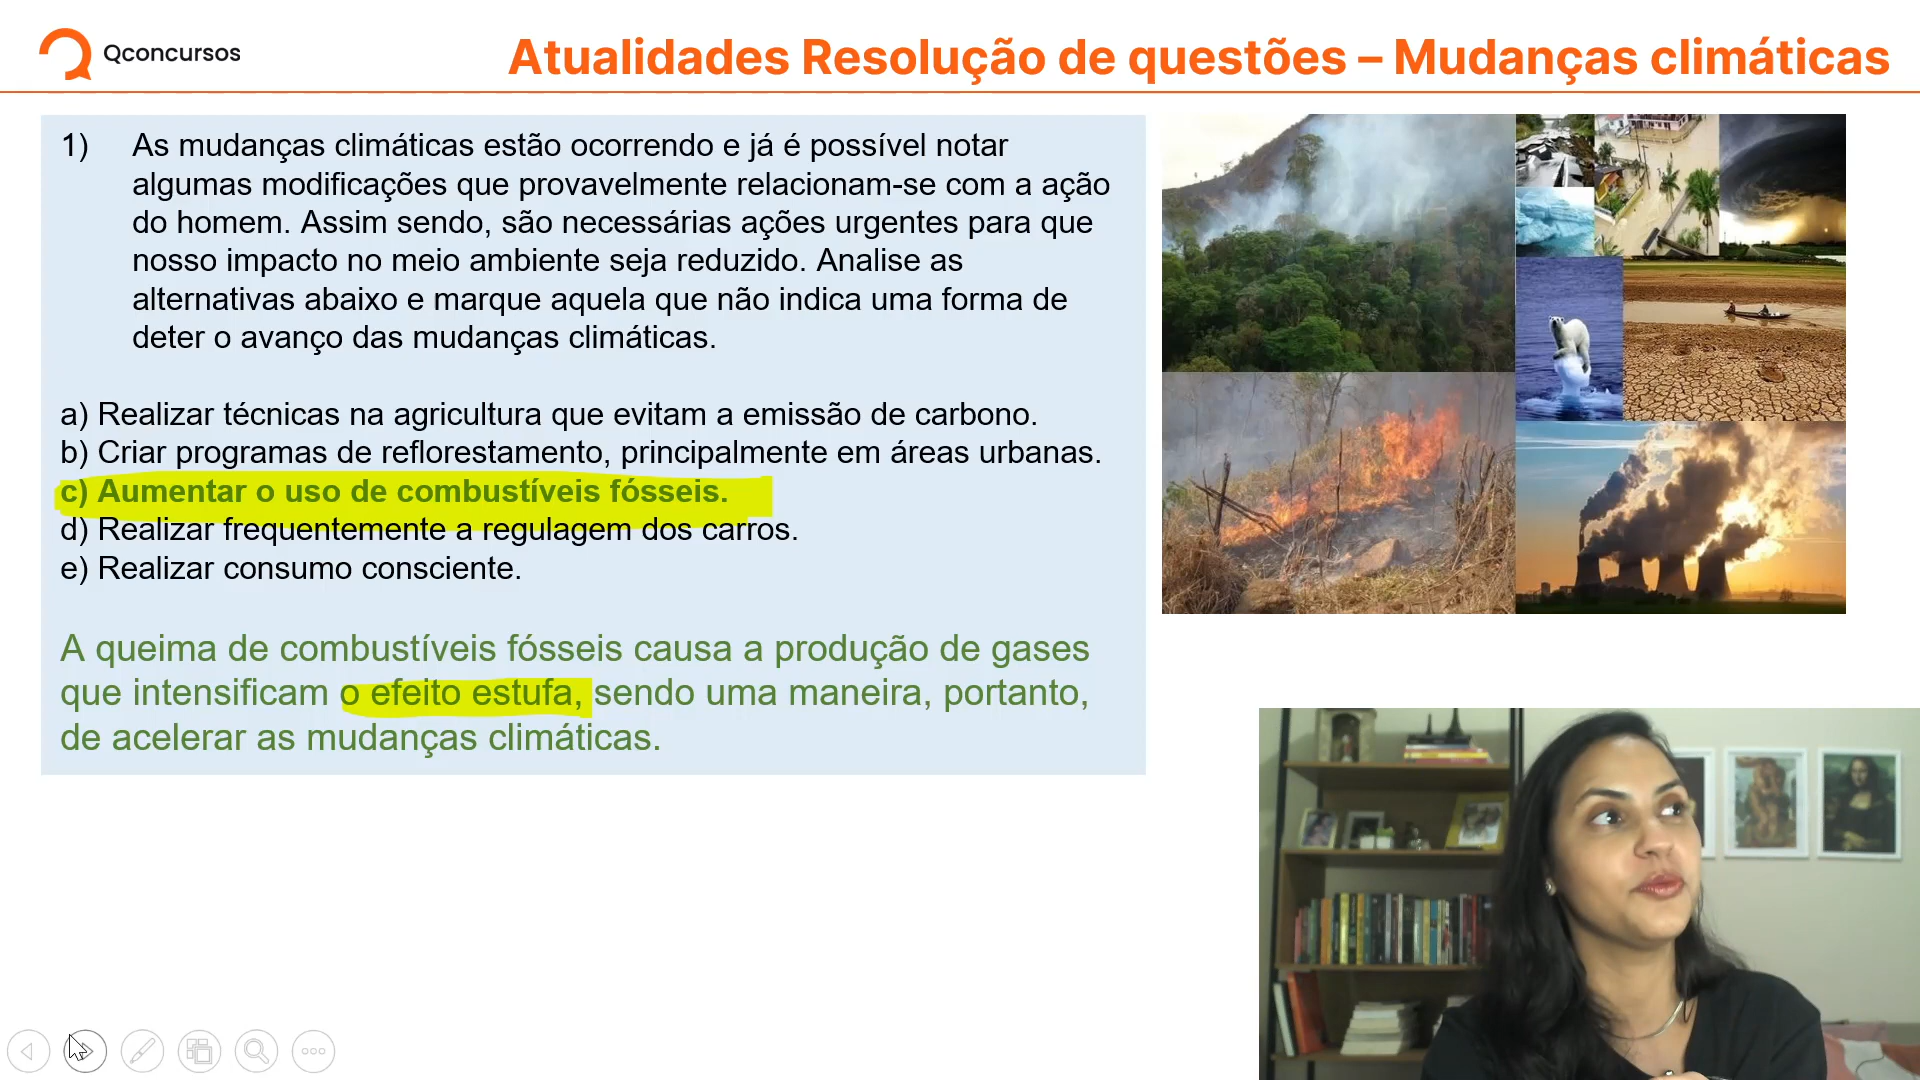 Qconcursos
Atualidades Resolução de questões – Mudanças climáticas
1) As mudanças climáticas estão ocorrendo e já é possível notar
algumas modificações que provavelmente relacionam-se com a ação
do homem. Assim sendo, são necessárias ações urgentes para que
nosso impacto no meio ambiente seja reduzido. Analise as
alternativas abaixo e marque aquela que não indica uma forma de
deter o avanço das mudanças climáticas.
a) Realizar técnicas na agricultura que evitam a emissão de carbono.
b) Criar programas de reflorestamento, principalmente em áreas urbanas.
c) Aumentar o uso de combustíveis fósseis.
d) Realizar frequentemente a regulagem dos carros.
e) Realizar consumo consciente.
A queima de combustíveis fósseis causa a produção de gases
que intensificam o efeito estufa, sendo uma maneira, portanto,
de acelerar as mudanças climáticas.